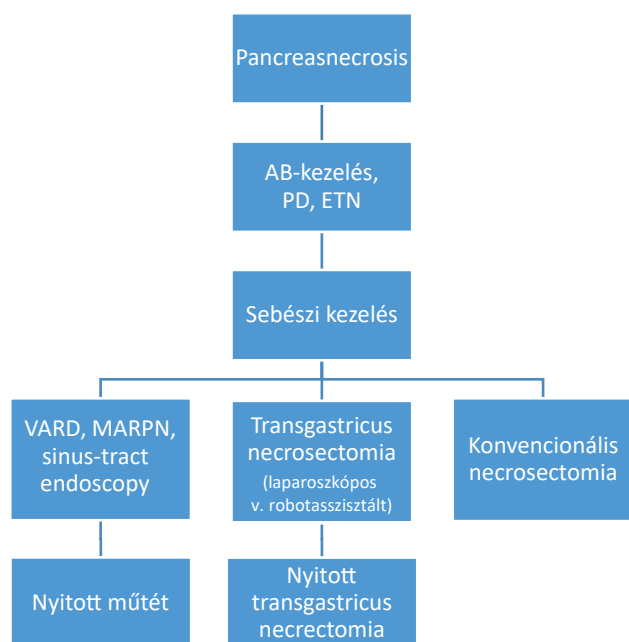 Pancreasnecrosis
AB-kezelés,
PD, ETN
Sebészi kezelés
VARD, MARPN,
sinus-tract
endoscopy
Transgastricus
necrosectomia
(laparoszkópos
v. robotasszisztált)
Konvencionális
necrosectomia
Nyitott műtét
Nyitott
transgastricus
necrectomia